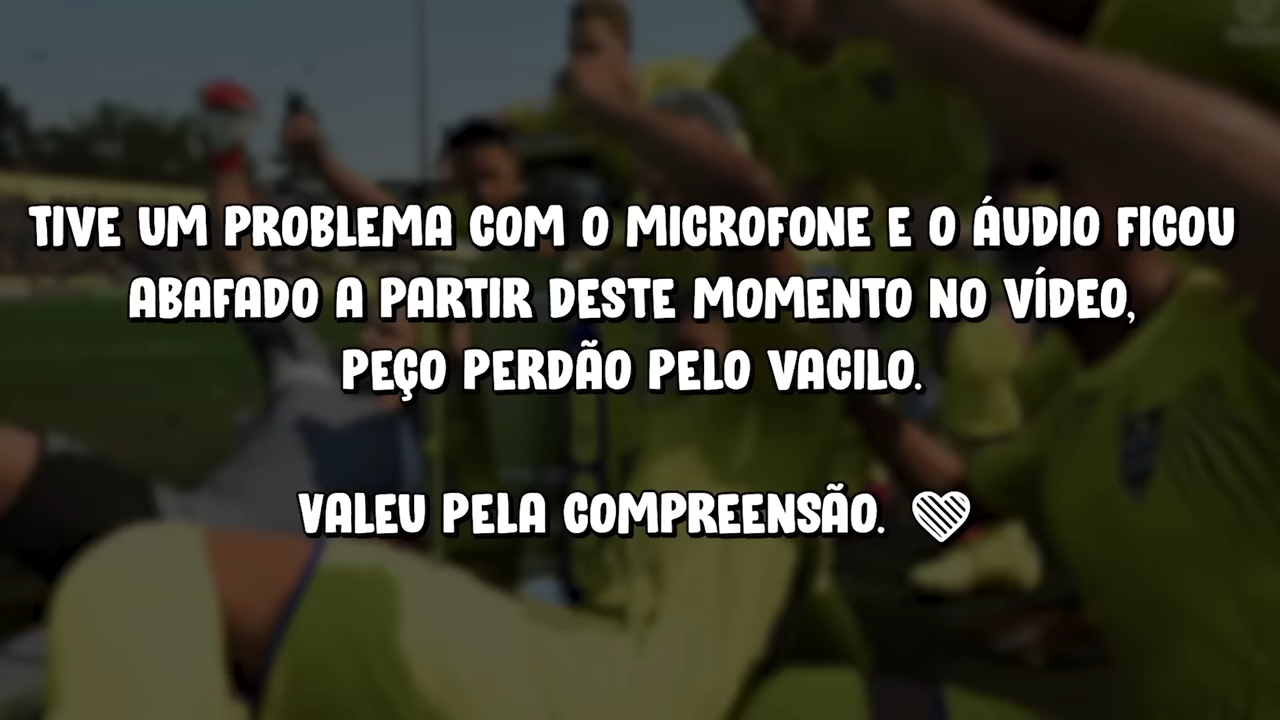 TIVE UM PROBLEMA COM O MICROFONE E O ÁUDIO FICOU
ABAFADO A PARTIR DESTE MOMENTO NO VÍDEO,
PEÇO PERDÃO PELO VACILO.
VALEU PELA COMPREENSÃO.